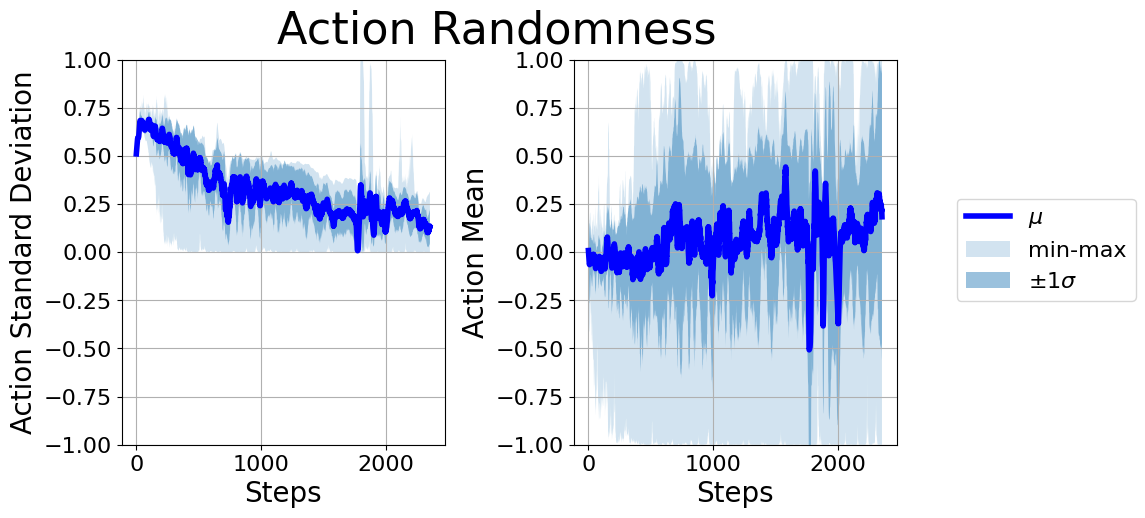 Action Randomness
Action Standard Deviation
1.00
0.75
0.50
0.25
0.00
−0.25
−0.50
−0.75
−1.00
0 1000 2000
Steps
Action Mean
1.00
0.75
0.50
0.25
0.00
−0.25
−0.50
−0.75
−1.00
0 1000 2000
Steps
μ
min-max
±1σ